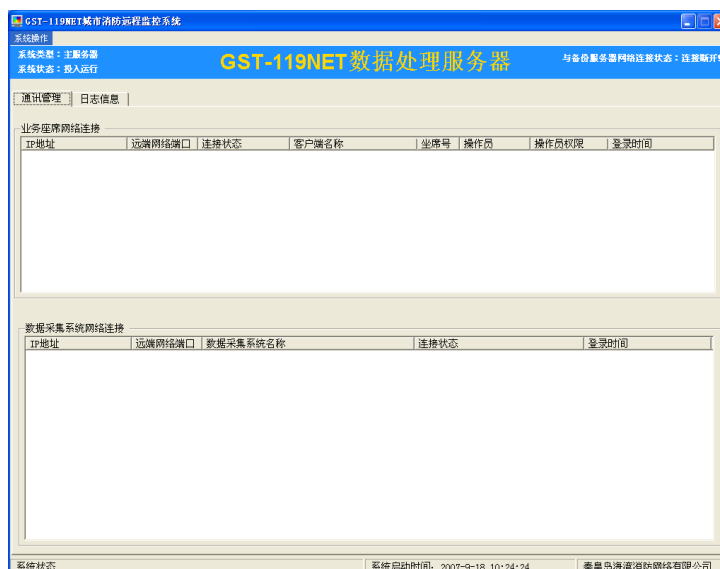 GST-119NET城市消防远程监控系统
系统操作
系统类型：主服务器
系统状态：投入运行
GST-119NET数据处理服务器
与备份服务器网络连接状态：连接断开
通讯管理 日志信息
业务座席网络连接
IP地址 远端网络端口 连接状态 客户端名称 坐席号 操作员 操作员权限 登录时间
数据采集系统网络连接
IP地址 远端网络端口 数据采集系统名称 连接状态 登录时间
系统状态 系统启动时间：2007-9-18 10:24:24 秦皇岛海湾消防网络有限公司